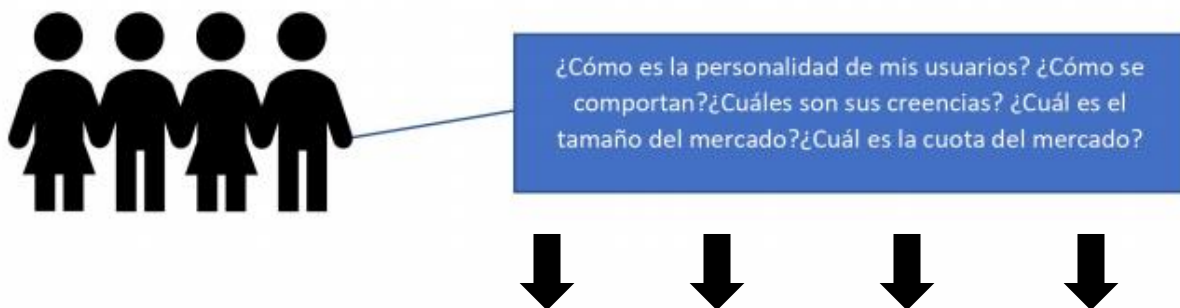 ¿Cómo es la personalidad de mis usuarios? ¿Cómo se
comportan?¿Cuáles son sus creencias? ¿Cuál es el
tamaño del mercado?¿Cuál es la cuota del mercado?